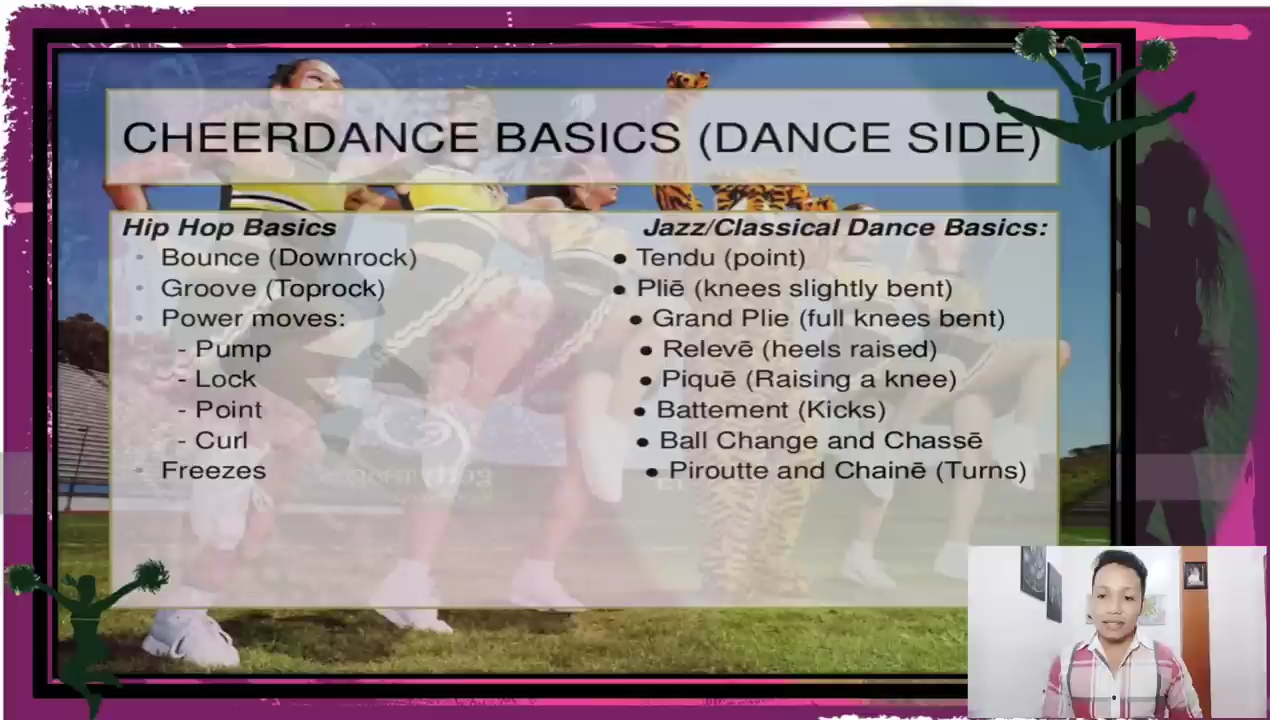 CHEERDANCE BASICS (DANCE SIDE)
Hip Hop Basics
Bounce (Downrock)
Groove (Toprock)
Power moves:
- Pump
- Lock
- Point
- Curl
Freezes
Jazz/Classical Dance Basics:
Tendu (point)
Pliē (knees slightly bent)
Grand Plie (full knees bent)
Relevē (heels raised)
Piquē (Raising a knee)
Battement (Kicks)
Ball Change and Chassē
Piroutte and Chainē (Turns)